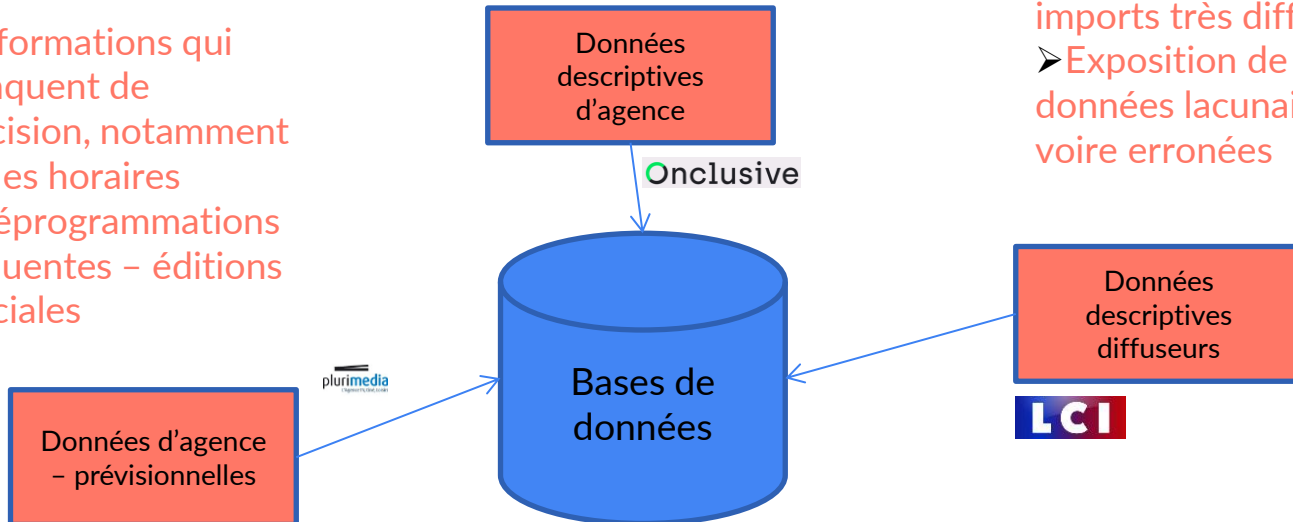 formations qui
quent de
cision, notamment
es horaires
éprogrammations
uentes – éditions
ciales
Données
descriptives
d'agence
Onclusive
imports très diff
➢Exposition de
données lacunai
voire erronées
Données
descriptives
diffuseurs
LCI
plurimedia
Bases de
données
Données d'agence
– prévisionnelles